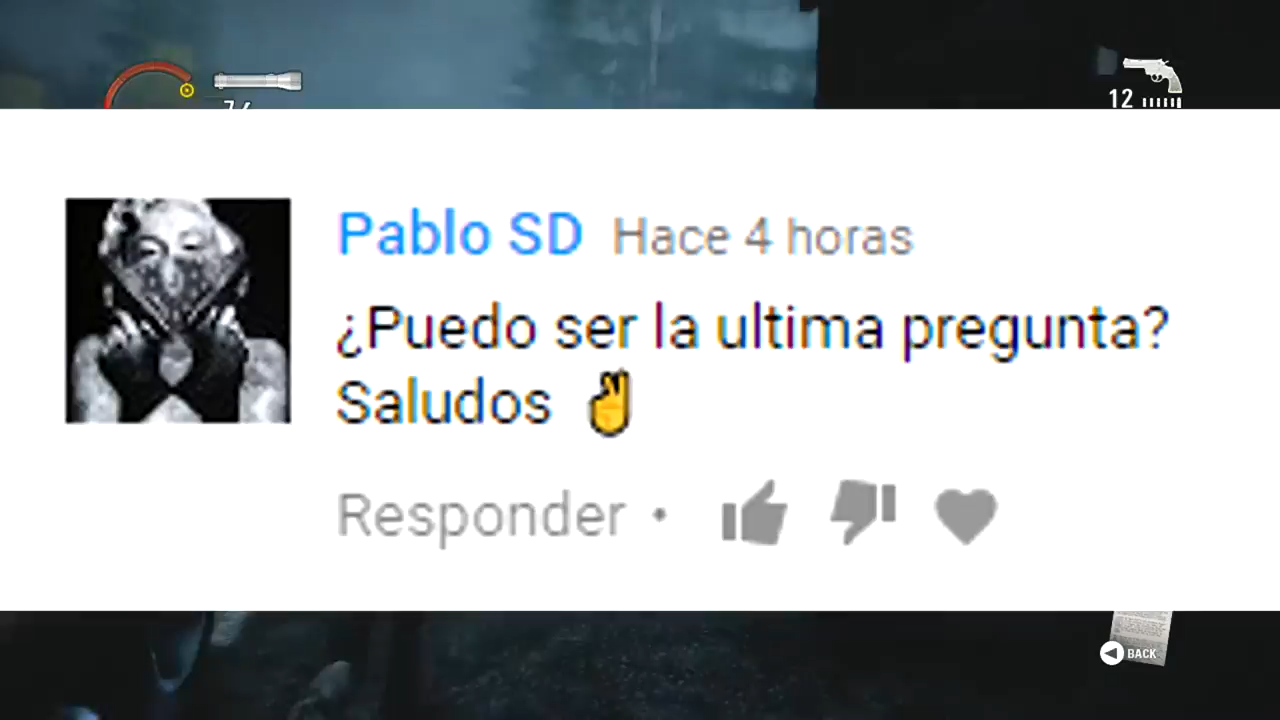 12
Pablo SD Hace 4 horas
¿Puedo ser la ultima pregunta?
Saludos ✌
Responder •
BACK